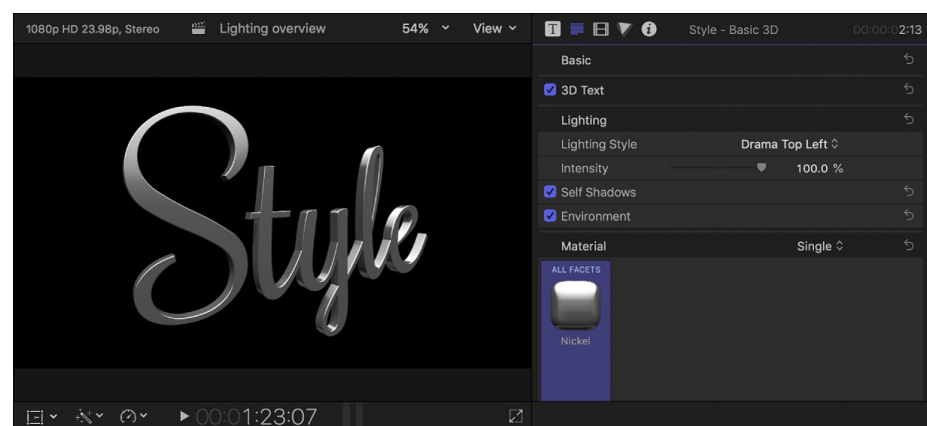 1080p HD 23.98p, Stereo Lighting overview 54% View
T i Style - Basic 3D 00:00:02:13
Basic
3D Text
Lighting
Lighting Style Drama Top Left
Intensity 100.0 %
Self Shadows
Environment
Material Single
ALL FACETS
Nickel
Style
00:01:23:07